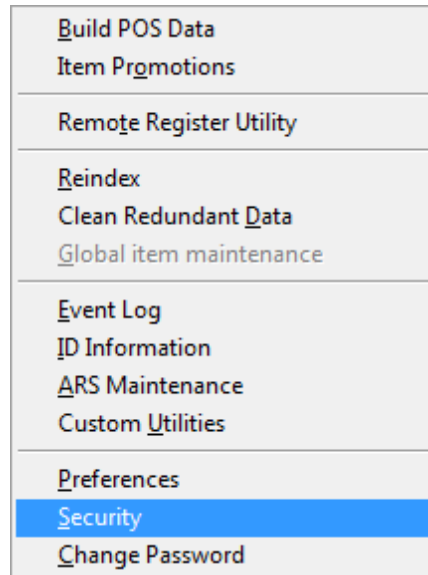 Build POS Data
Item Promotions
Remote Register Utility
Reindex
Clean Redundant Data
Global item maintenance
Event Log
ID Information
ARS Maintenance
Custom Utilities
Preferences
Security
Change Password